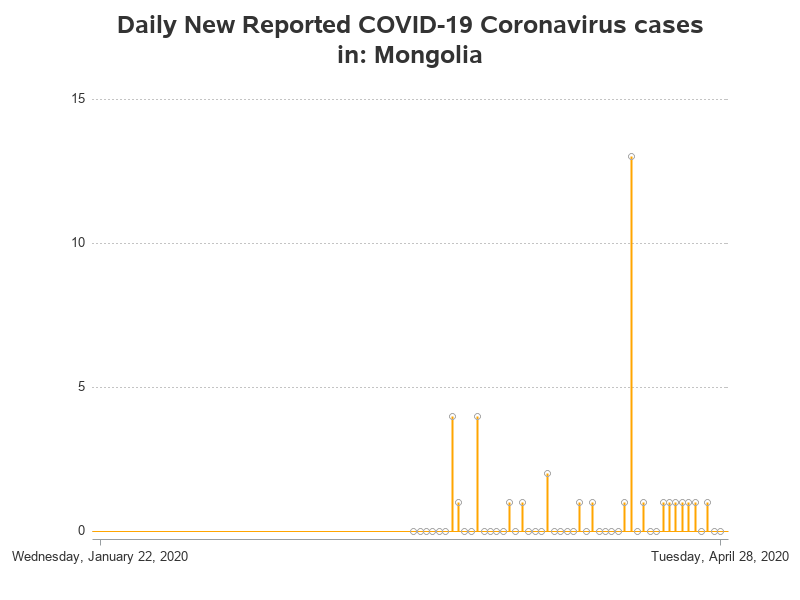 Daily New Reported COVID-19 Coronavirus cases
in: Mongolia
15
10
5
0
Wednesday, January 22, 2020
Tuesday, April 28, 2020